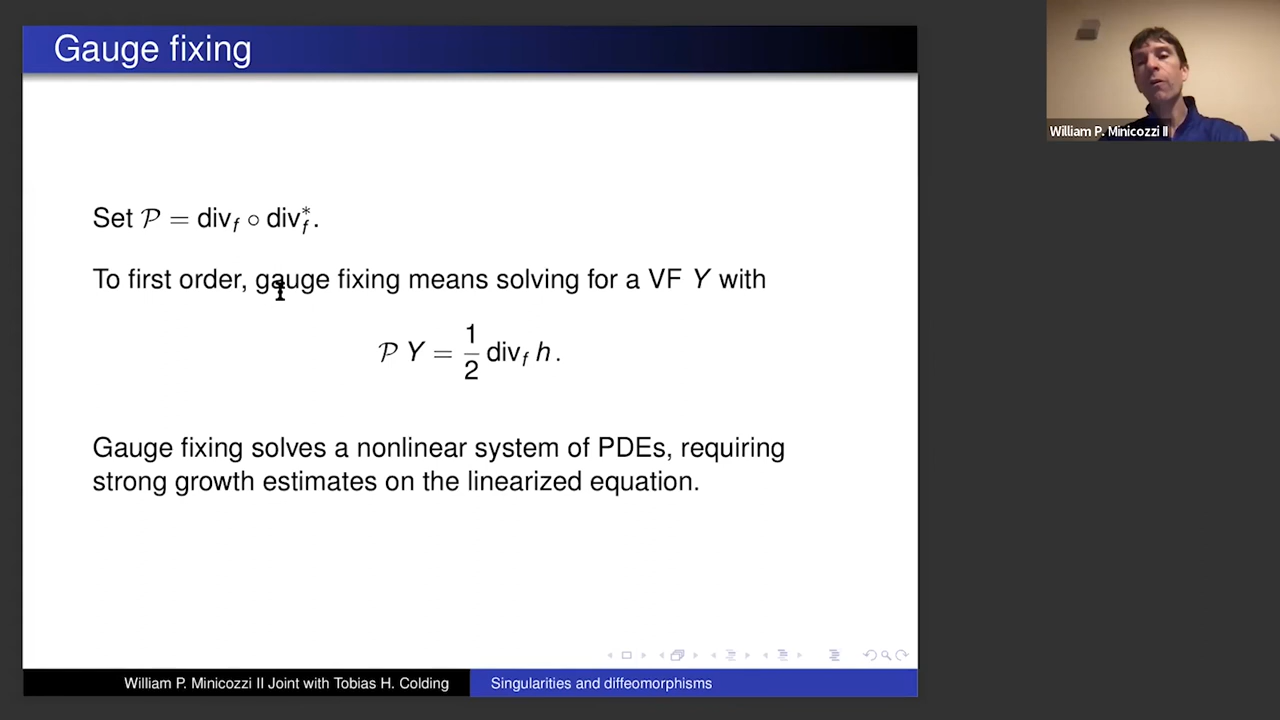 Gauge fixing
William P. Minicozzi II
Set 𝒫 = div_f ∘ div_f^*.
To first order, gauge fixing means solving for a VF Y with
𝒫 Y = \frac{1}{2} div_f h .
Gauge fixing solves a nonlinear system of PDEs, requiring
strong growth estimates on the linearized equation.
William P. Minicozzi II Joint with Tobias H. Colding
Singularities and diffeomorphisms